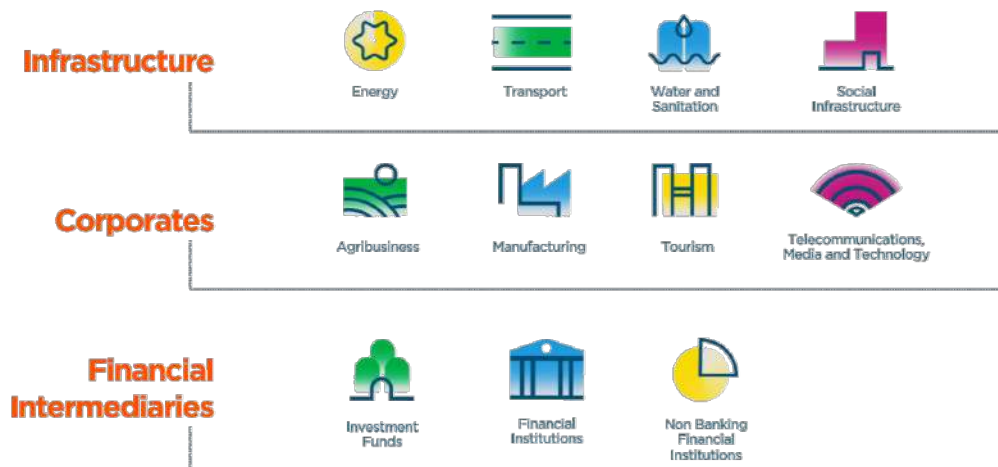 Infrastructure
Energy
Transport
Water and
Sanitation
Social
Infrastructure
Corporates
Agribusiness
Manufacturing
Tourism
Telecommunications,
Media and Technology
Financial
Intermediaries
Investment
Funds
Financial
Institutions
Non Banking
Financial
Institutions